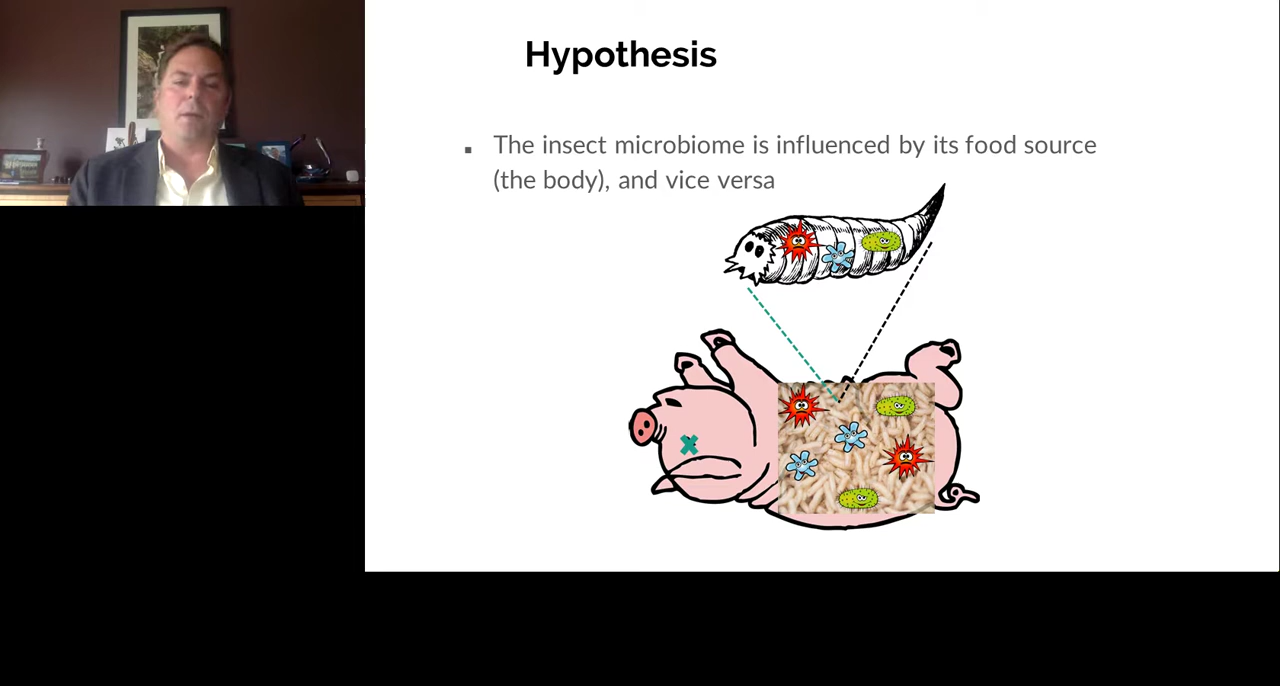 Hypothesis
▪ The insect microbiome is influenced by its food source
(the body), and vice versa